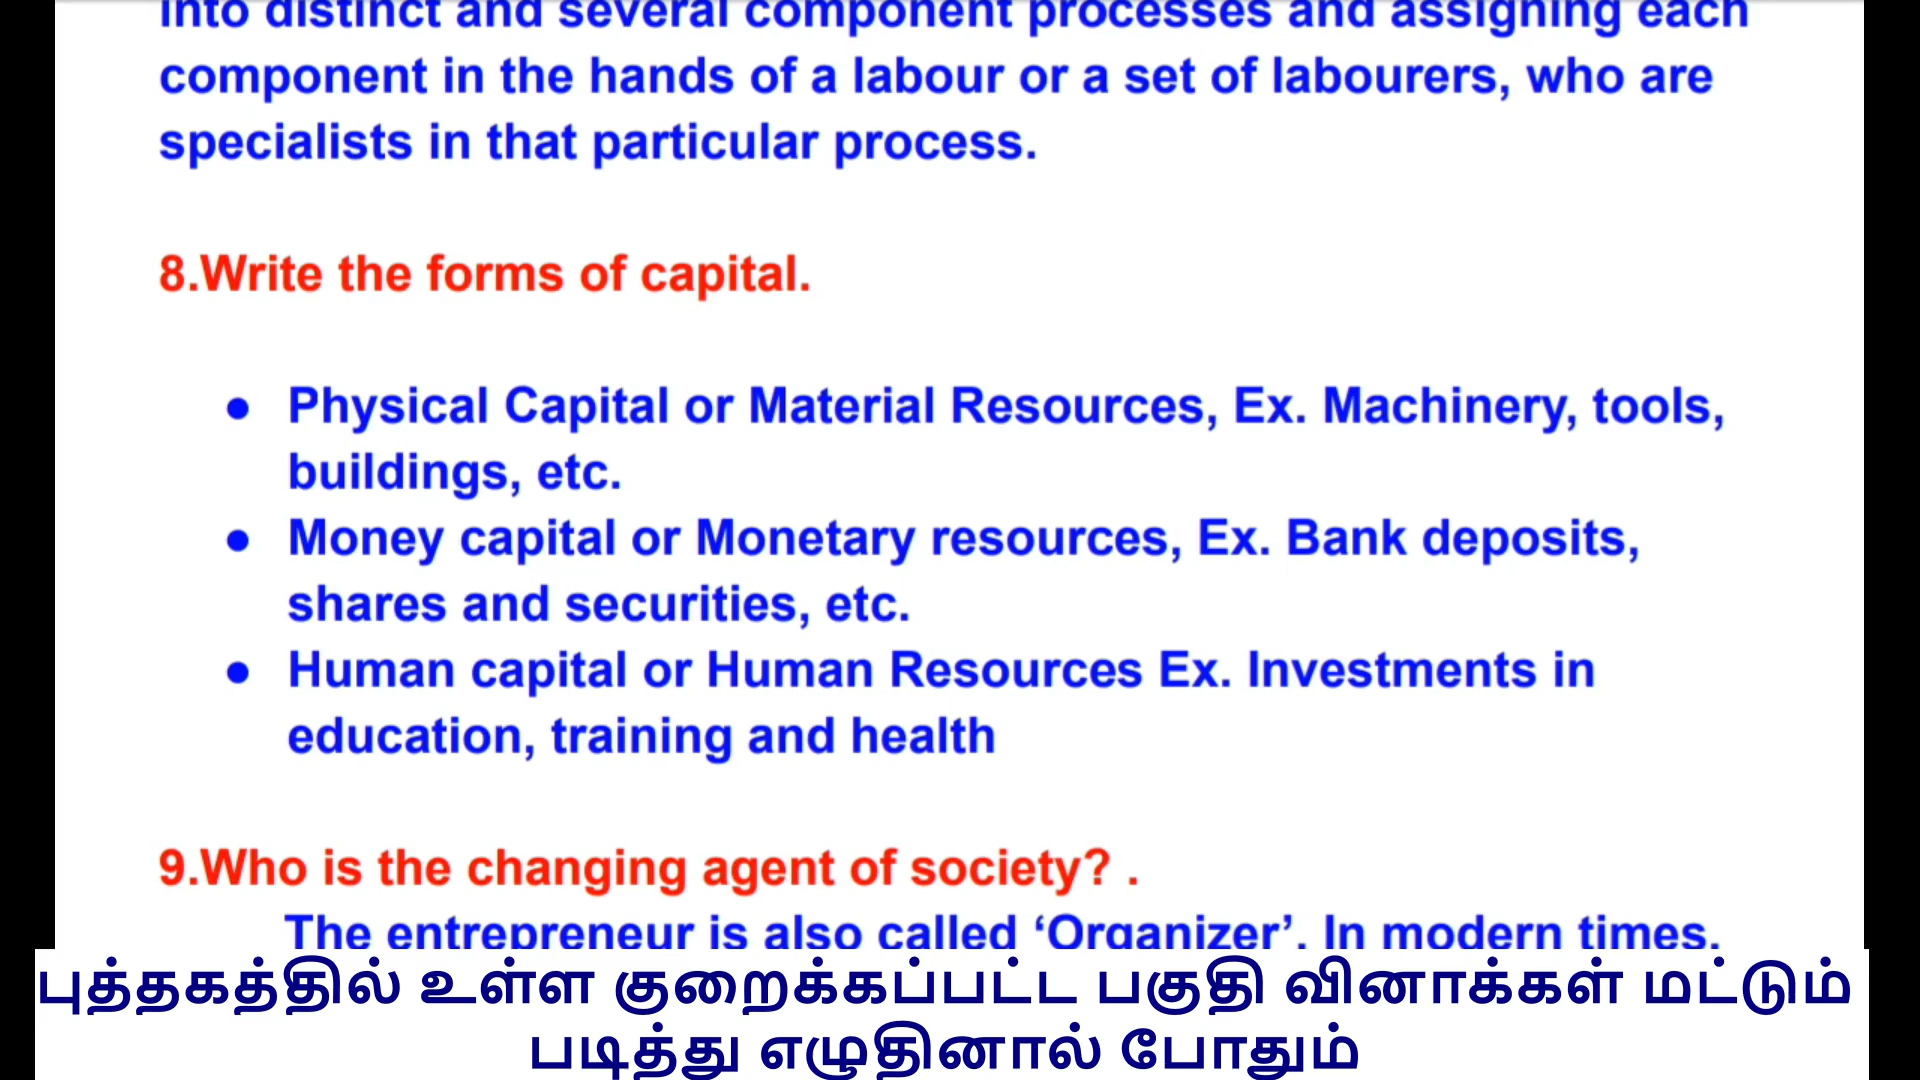 into distinct and several component processes and assigning each
component in the hands of a labour or a set of labourers, who are
specialists in that particular process.
8.Write the forms of capital.
● Physical Capital or Material Resources, Ex. Machinery, tools,
buildings, etc.
● Money capital or Monetary resources, Ex. Bank deposits,
shares and securities, etc.
● Human capital or Human Resources Ex. Investments in
education, training and health
9.Who is the changing agent of society? .
The entrepreneur is also called ‘Organizer’. In modern times,
புத்தகத்தில் உள்ள குறைக்கப்பட்ட பகுதி வினாக்கள் மட்டும்
படித்து எழுதினால் போதும்